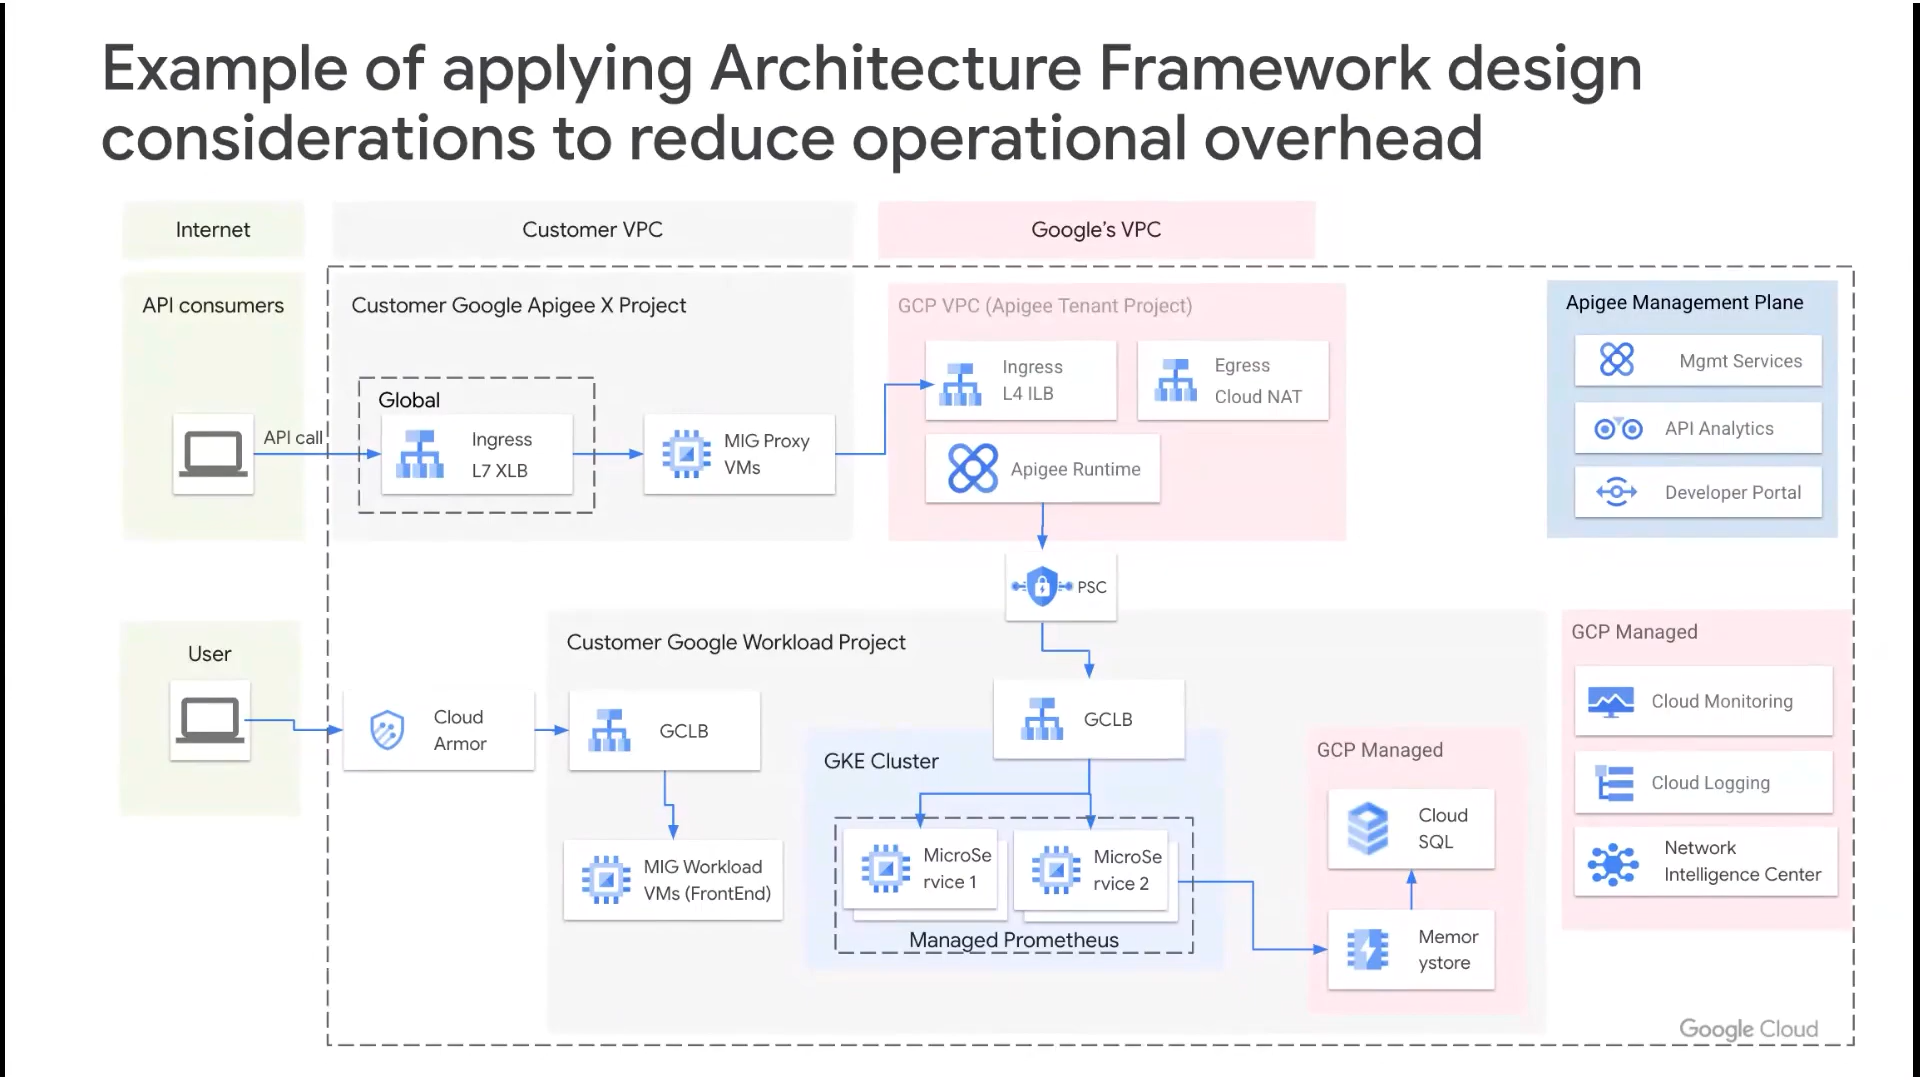 Example of applying Architecture Framework design
considerations to reduce operational overhead
Internet
Customer VPC
Google's VPC
API consumers
Customer Google Apigee X Project
GCP VPC (Apigee Tenant Project)
Apigee Management Plane
Global
API call
Ingress
L7 XLB
MIG Proxy
VMs
Ingress
L4 ILB
Egress
Cloud NAT
Apigee Runtime
Mgmt Services
API Analytics
Developer Portal
PSC
User
Customer Google Workload Project
GCP Managed
Cloud
Armor
GCLB
GCLB
GKE Cluster
GCP Managed
Cloud Monitoring
Cloud Logging
Network
Intelligence Center
MIG Workload
VMs (FrontEnd)
MicroSe
rvice 1
MicroSe
rvice 2
Managed Prometheus
Cloud
SQL
Memor
ystore
Google Cloud